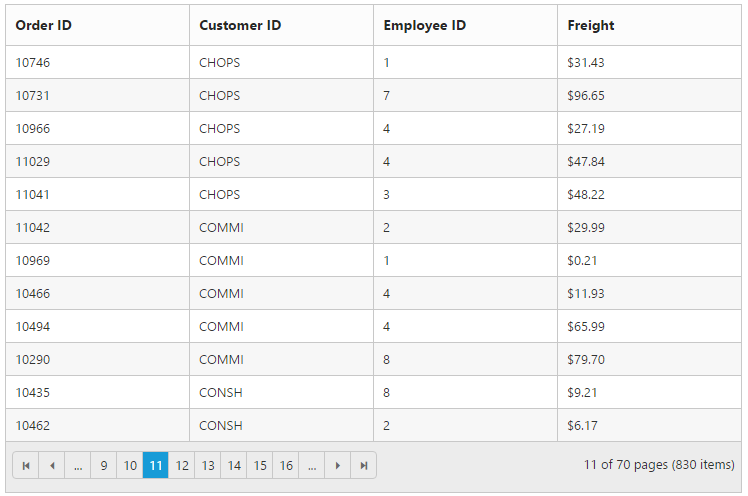 Order ID Customer ID Employee ID Freight
10746 CHOPS 1 $31.43
10731 CHOPS 7 $96.65
10966 CHOPS 4 $27.19
11029 CHOPS 4 $47.84
11041 CHOPS 3 $48.22
11042 COMMI 2 $29.99
10969 COMMI 1 $0.21
10466 COMMI 4 $11.93
10494 COMMI 4 $65.99
10290 COMMI 8 $79.70
10435 CONSH 8 $9.21
10462 CONSH 2 $6.17
... 9 10 11 12 13 14 15 16 ... 11 of 70 pages (830 items)